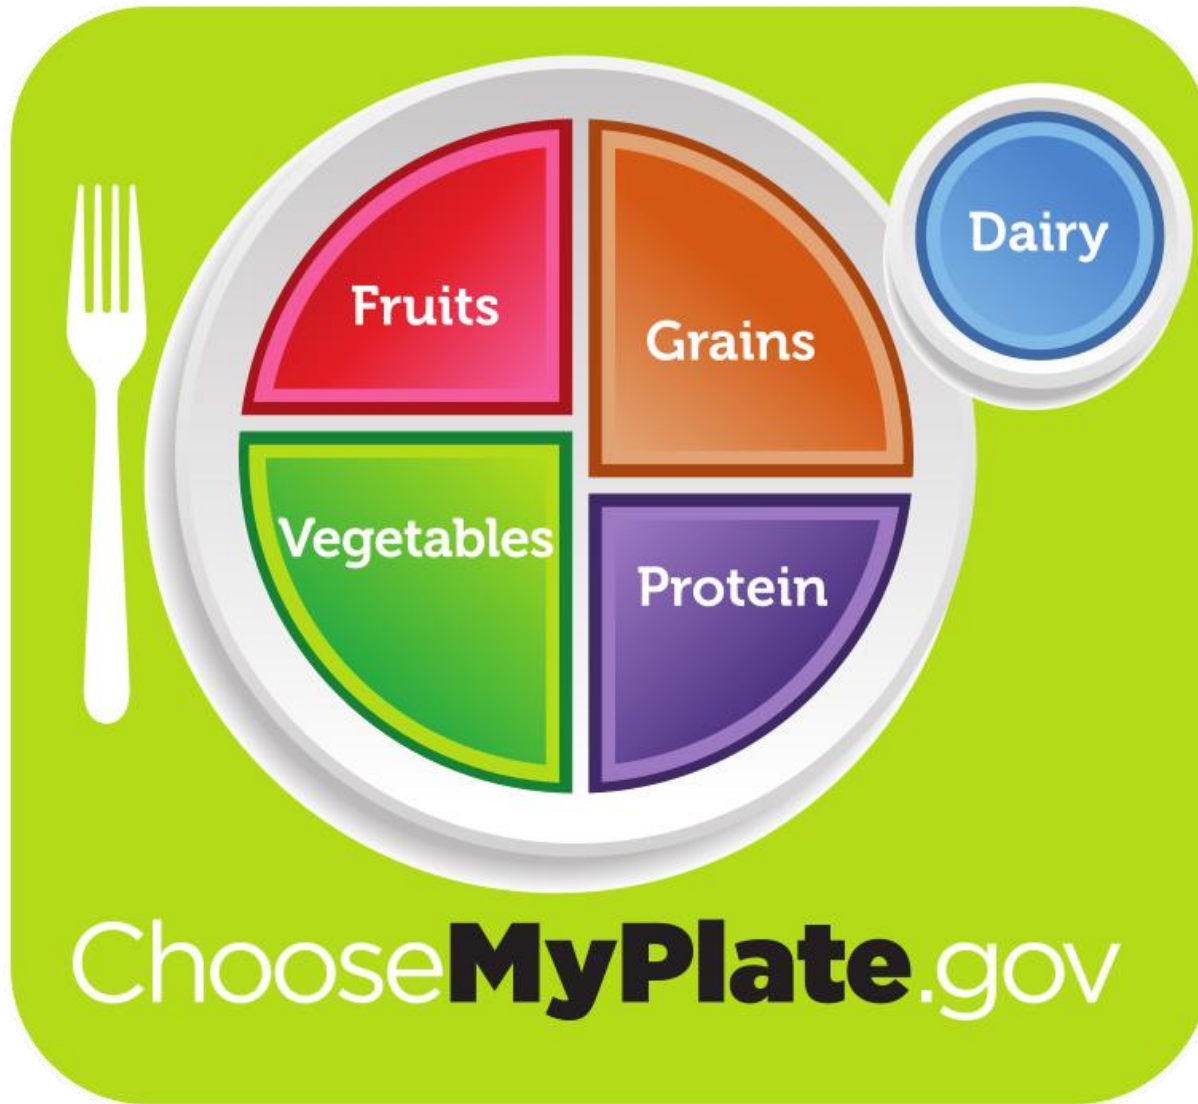 Fruits
Grains
Dairy
Vegetables
Protein
ChooseMyPlate.gov